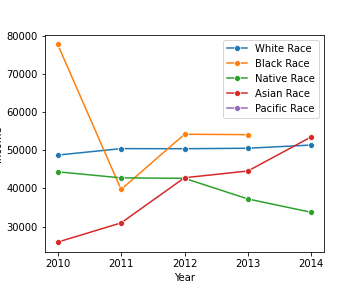 80000
70000
60000
50000
40000
30000
2010 2011 2012 2013 2014
Year
White Race
Black Race
Native Race
Asian Race
Pacific Race